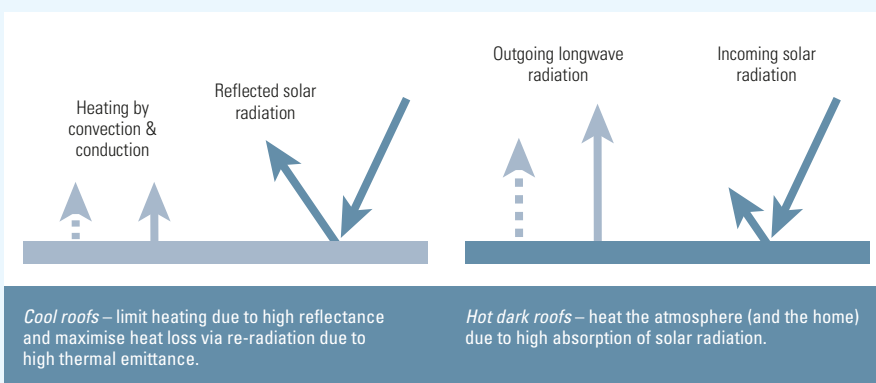 Heating by
convection &
conduction
Reflected solar
radiation
Outgoing longwave
radiation
Incoming solar
radiation
Cool roofs – limit heating due to high reflectance
and maximise heat loss via re-radiation due to
high thermal emittance.
Hot dark roofs – heat the atmosphere (and the home)
due to high absorption of solar radiation.